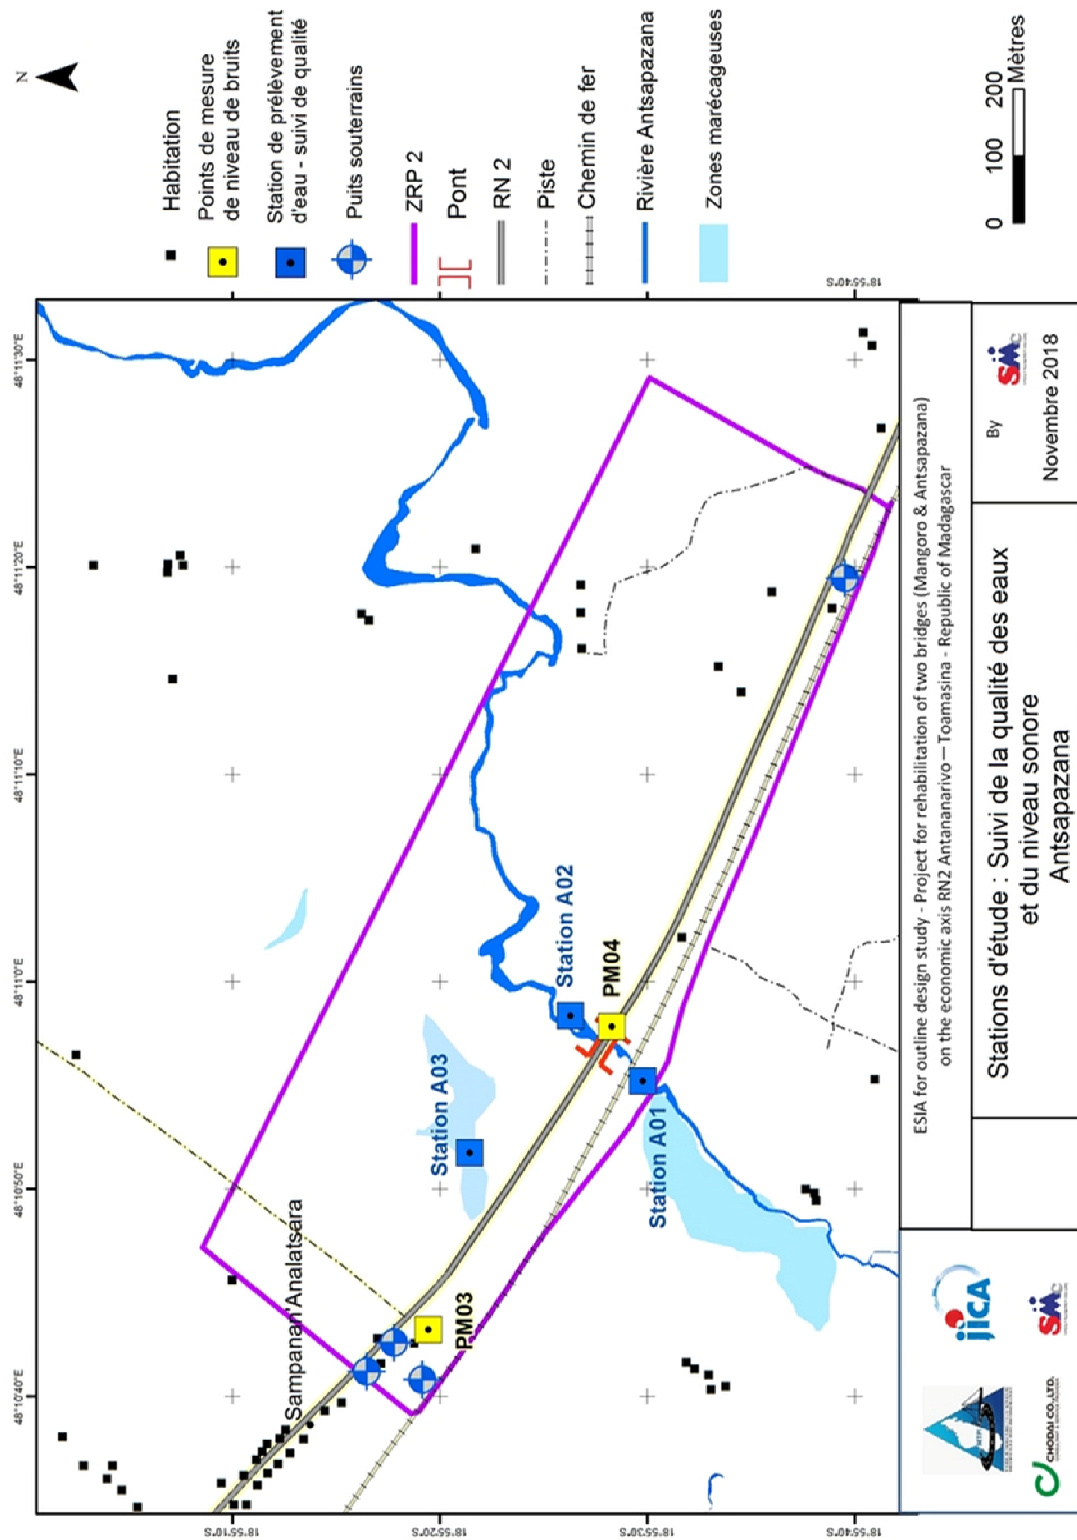 N
Habitation
Points de mesure
de niveau de bruits
Station de prélèvement
d'eau - suivi de qualité
Puits souterrains
ZRP 2
Pont
RN 2
Piste
Chemin de fer
Rivière Antsapazana
Zones marécageuses
0 100 200
Mètres
48°10'40"E
48°10'50"E
48°11'0"E
48°11'10"E
48°11'20"E
48°11'30"E
18°55'10"S
18°55'20"S
18°55'30"S
18°55'40"S
18°55'40"S
Sampanan'Analatsara
PM03
Station A03
Station A02
PM04
Station A01
ESIA for outline design study - Project for rehabilitation of two bridges (Mangoro & Antsapazana)
on the economic axis RN2 Antananarivo – Toamasina - Republic of Madagascar
Stations d'étude : Suivi de la qualité des eaux
et du niveau sonore
Antsapazana
By
Novembre 2018
jICA
CHODAI CO.,LTD.